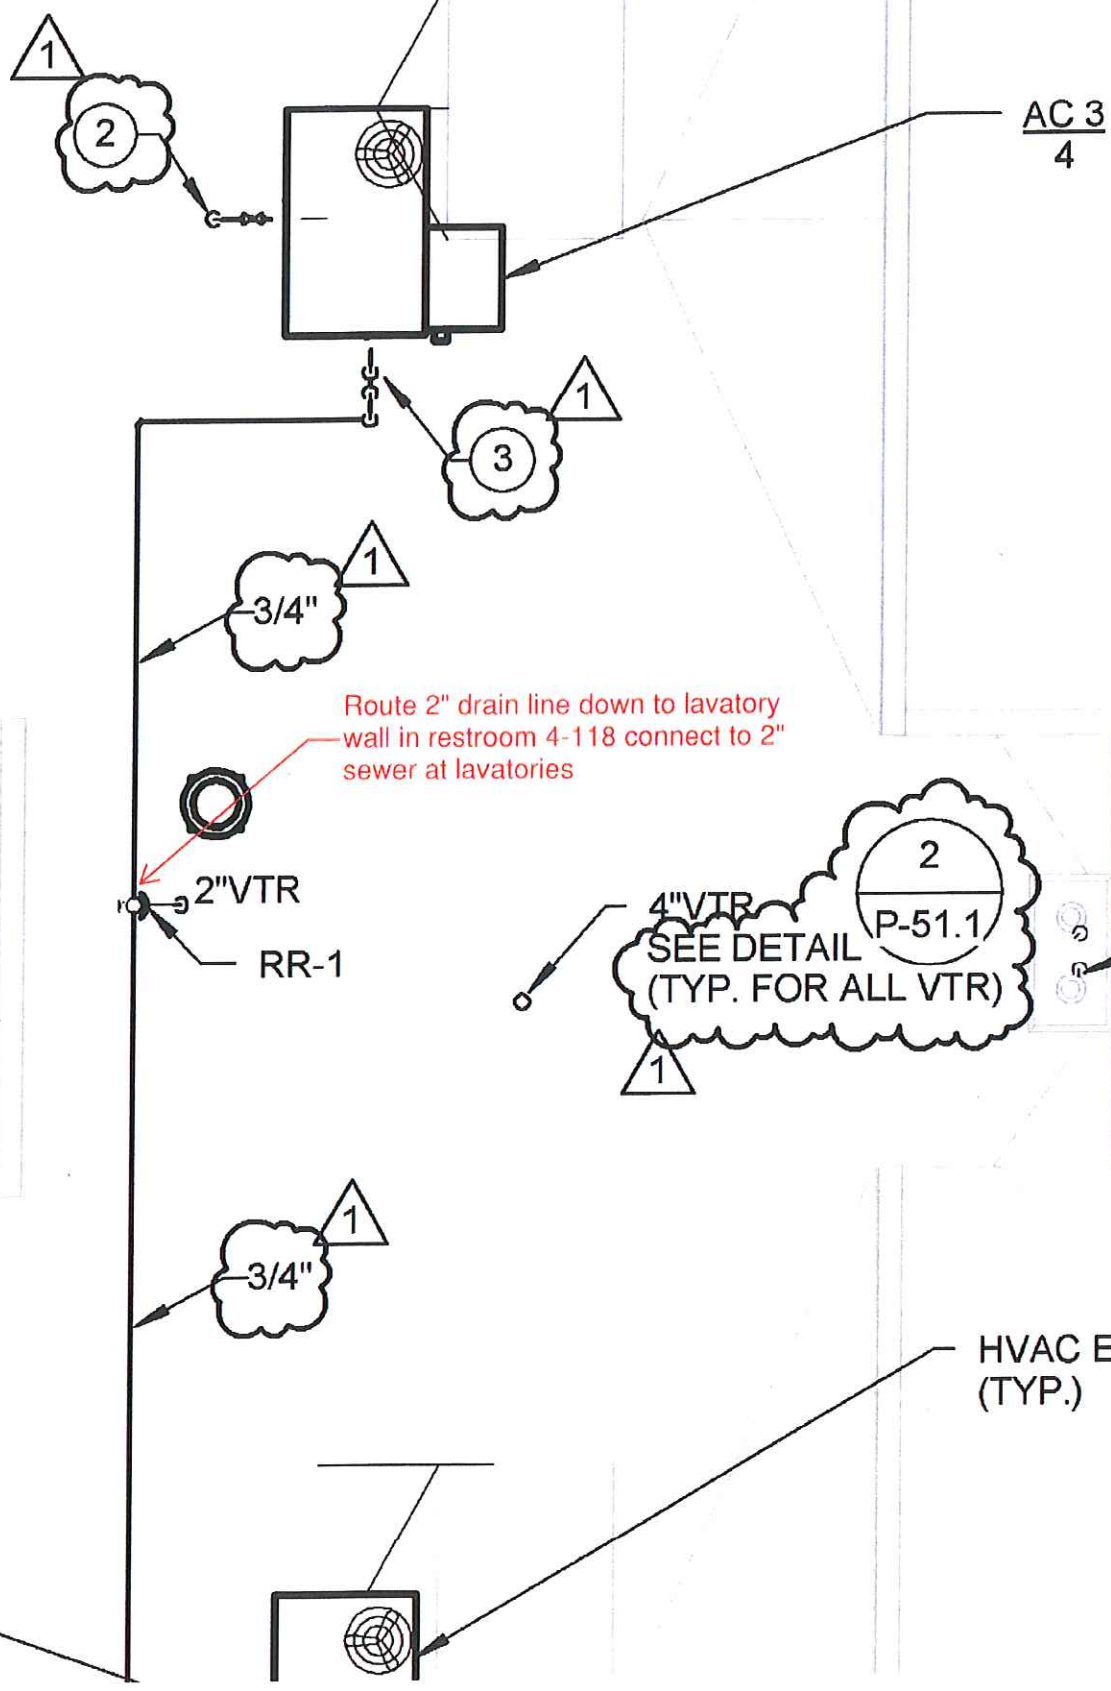 1
2
AC 3
4
1
3
1
3/4"
Route 2" drain line down to lavatory
wall in restroom 4-118 connect to 2"
sewer at lavatories
2
2"VTR
4"VTR
P-51.1
SEE DETAIL
RR-1
(TYP. FOR ALL VTR)
1
1
3/4"
HVAC E
(TYP.)